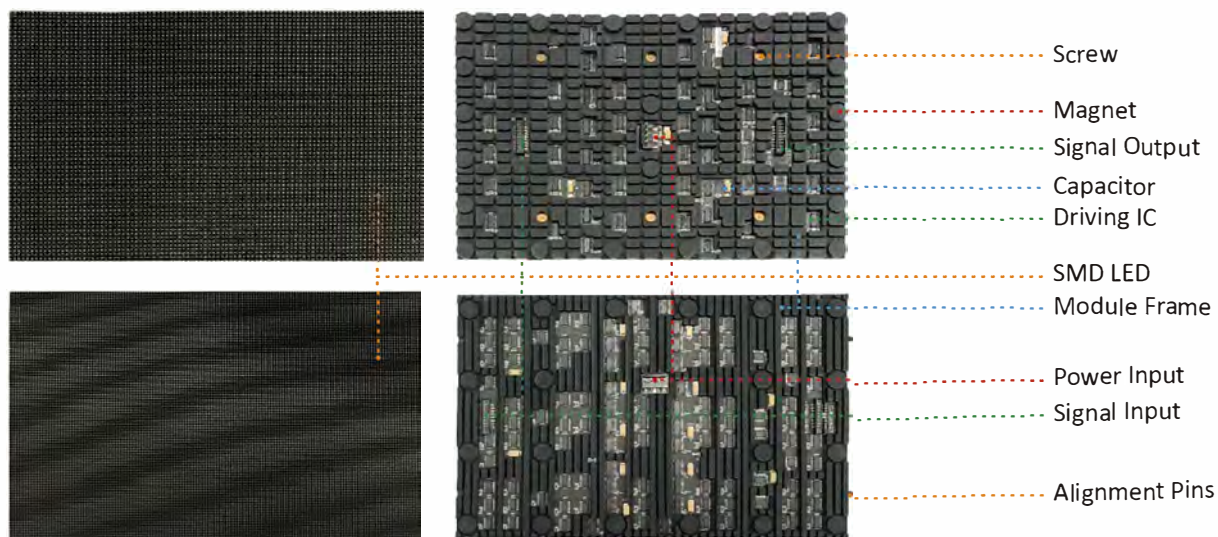 Screw
Magnet
Signal Output
Capacitor
Driving IC
SMD LED
Module Frame
Power Input
Signal Input
Alignment Pins